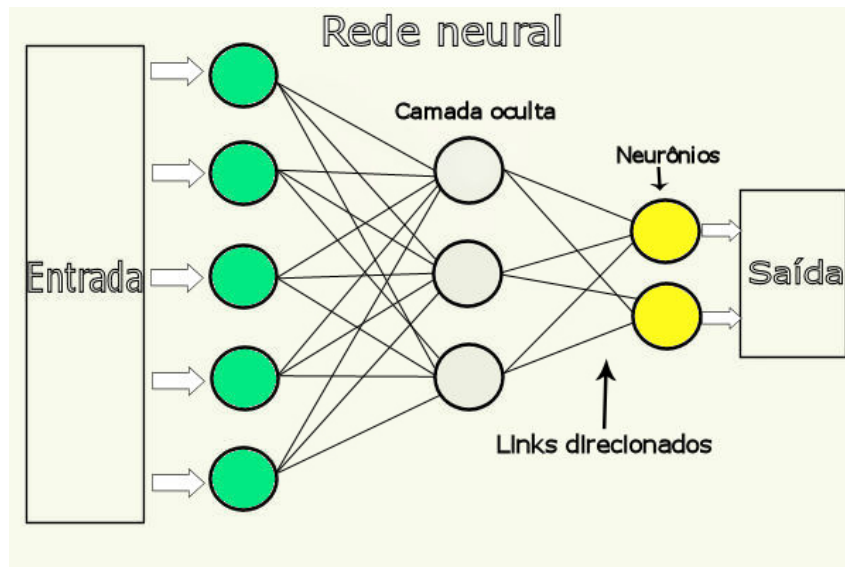 Rede neural
Camada oculta
Neurônios
Entrada
Saída
Links direcionados